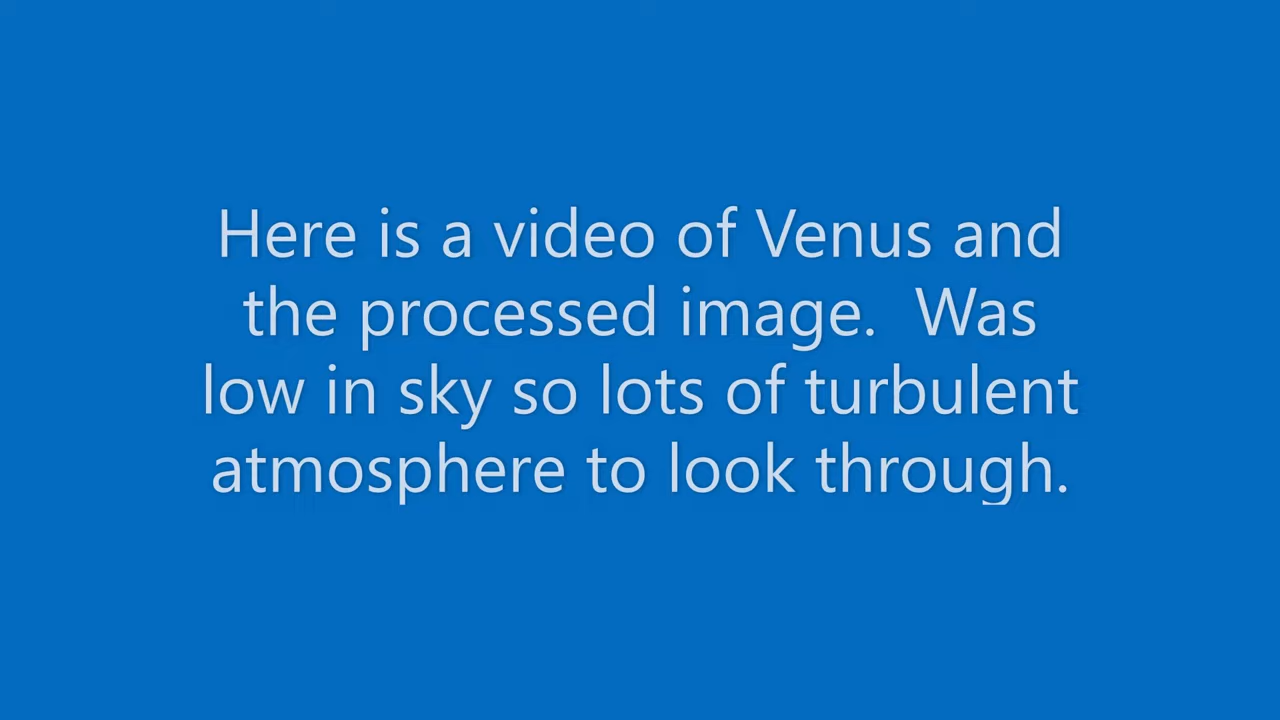 Here is a video of Venus and
the processed image.  Was
low in sky so lots of turbulent
atmosphere to look through.